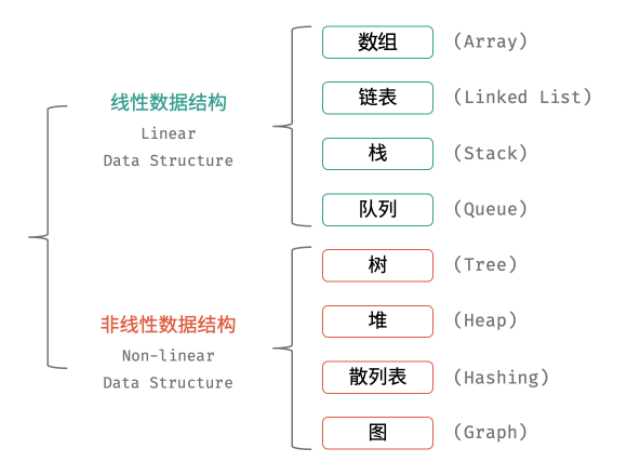 数组 (Array)
线性数据结构
链表 (Linked List)
Linear
Data Structure
栈 (Stack)
队列 (Queue)
树 (Tree)
非线性数据结构
堆 (Heap)
Non-linear
Data Structure
散列表 (Hashing)
图 (Graph)